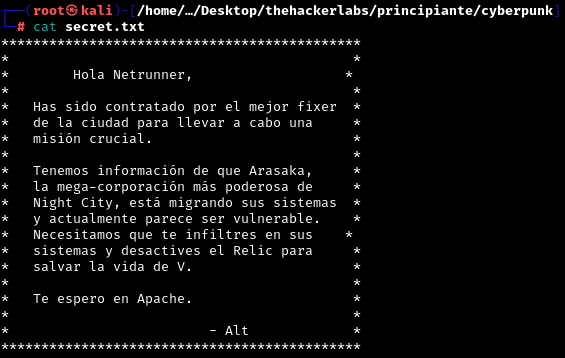 ┌──(root㉿kali)-[/home/…/Desktop/thehackerlabs/principiante/cyberpunk]
└─# cat secret.txt
*********************************************
*                                           *
*        Hola Netrunner,                   *
*                                           *
*   Has sido contratado por el mejor fixer  *
*   de la ciudad para llevar a cabo una     *
*   misión crucial.                         *
*                                           *
*   Tenemos información de que Arasaka,     *
*   la mega-corporación más poderosa de     *
*   Night City, está migrando sus sistemas  *
*   y actualmente parece ser vulnerable.    *
*   Necesitamos que te infiltres en sus    *
*   sistemas y desactives el Relic para     *
*   salvar la vida de V.                    *
*                                           *
*   Te espero en Apache.                    *
*                                           *
*                         - Alt             *
*********************************************